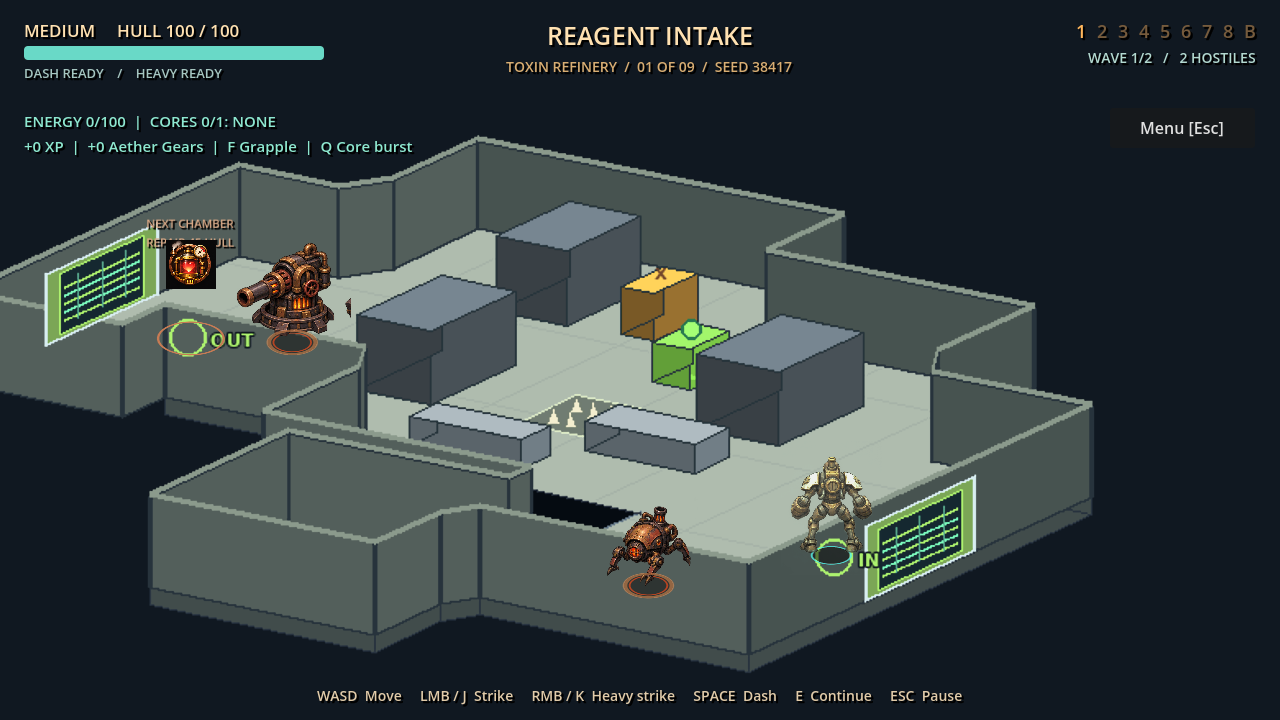 MEDIUM HULL 100 / 100
DASH READY / HEAVY READY
ENERGY 0/100 | CORES 0/1: NONE
+0 XP | +0 Aether Gears | F Grapple | Q Core burst
REAGENT INTAKE
TOXIN REFINERY / 01 OF 09 / SEED 38417
1 2 3 4 5 6 7 8 B
WAVE 1/2 / 2 HOSTILES
Menu [Esc]
NEXT CHAMBER
OUT
X
IN
WASD Move LMB / J Strike RMB / K Heavy strike SPACE Dash E Continue ESC Pause